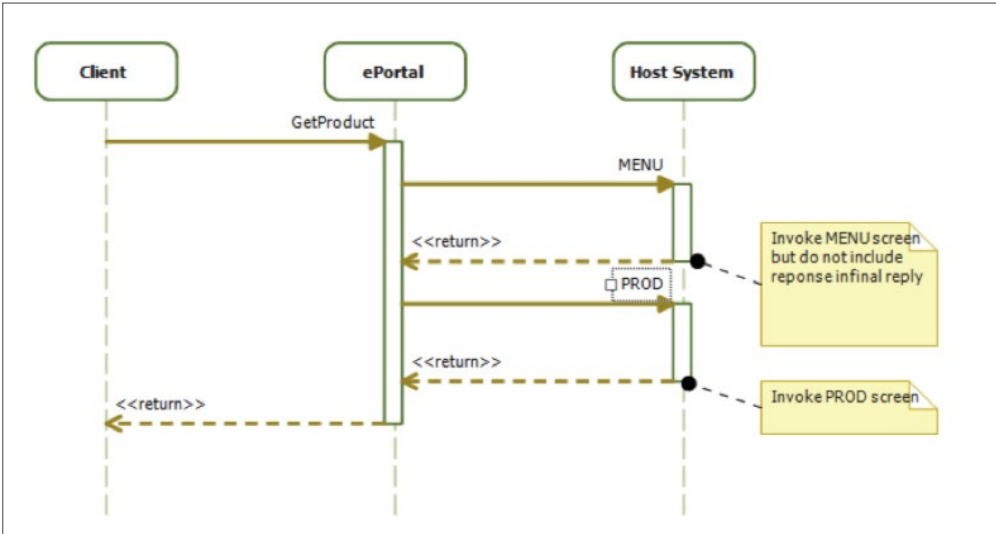 Client
ePortal
Host System
GetProduct
MENU
<<return>>
Invoke MENU screen
but do not include
reponse infinal reply
PROD
<<return>>
Invoke PROD screen
<<return>>